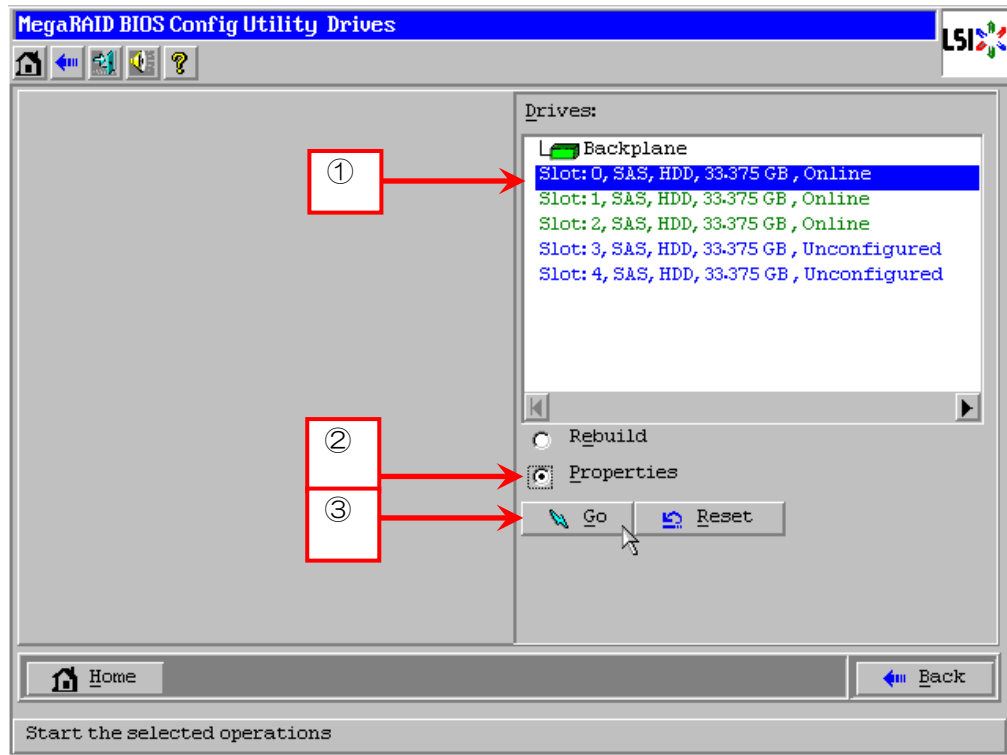 MegaRAID BIOS Config Utility Drives
LSI
Drives:
Backplane
① Slot: 0, SAS, HDD, 33.375 GB , Online
Slot: 1, SAS, HDD, 33.375 GB , Online
Slot: 2, SAS, HDD, 33.375 GB , Online
Slot: 3, SAS, HDD, 33.375 GB , Unconfigured
Slot: 4, SAS, HDD, 33.375 GB , Unconfigured
Rebuild
② Properties
③ Go Reset
Home Back
Start the selected operations